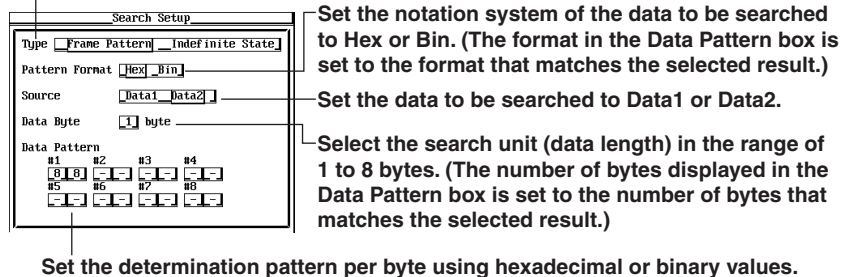 Search Setup
Type Frame Pattern Indefinite State
Pattern Format Hex Bin
Source Data1 Data2
Data Byte 1 byte
Data Pattern
#1 #2 #3 #4
8 8 - - - - - -
#5 #6 #7 #8
- - - - - - - -
Set the notation system of the data to be searched
to Hex or Bin. (The format in the Data Pattern box is
set to the format that matches the selected result.)
Set the data to be searched to Data1 or Data2.
Select the search unit (data length) in the range of
1 to 8 bytes. (The number of bytes displayed in the
Data Pattern box is set to the number of bytes that
matches the selected result.)
Set the determination pattern per byte using hexadecimal or binary values.